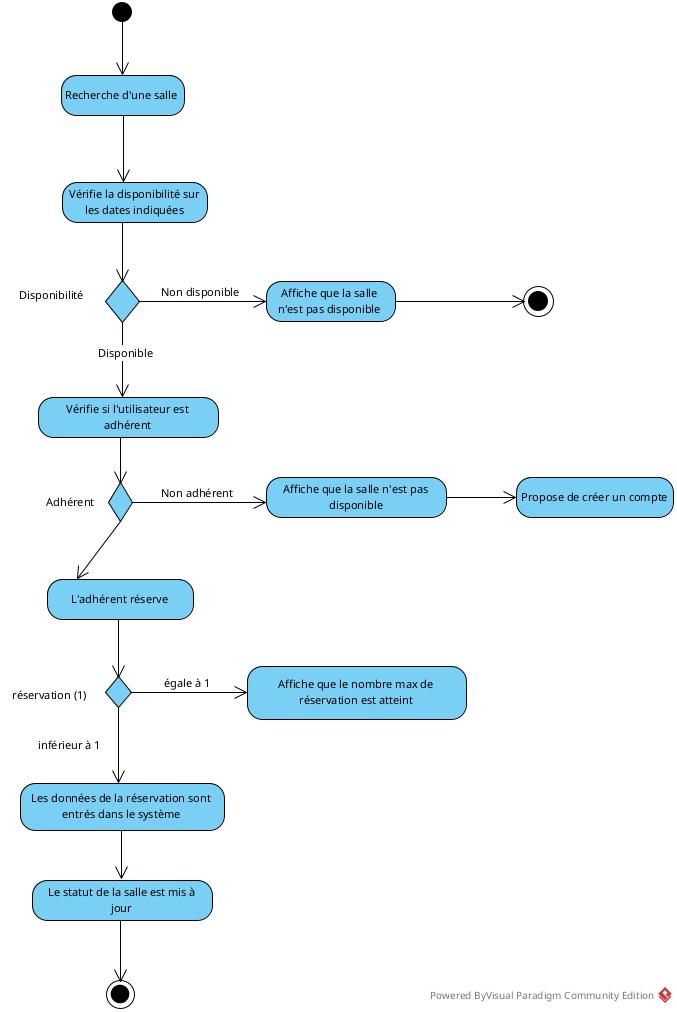 Recherche d'une salle
Vérifie la disponibilité sur
les dates indiquées
Disponibilité
Non disponible
Affiche que la salle
n'est pas disponible
Disponible
Vérifie si l'utilisateur est
adhérent
Adhérent
Non adhérent
Affiche que la salle n'est pas
disponible
Propose de créer un compte
L'adhérent réserve
réservation (1)
égale à 1
Affiche que le nombre max de
réservation est atteint
inférieur à 1
Les données de la réservation sont
entrés dans le système
Le statut de la salle est mis à
jour
Powered ByVisual Paradigm Community Edition